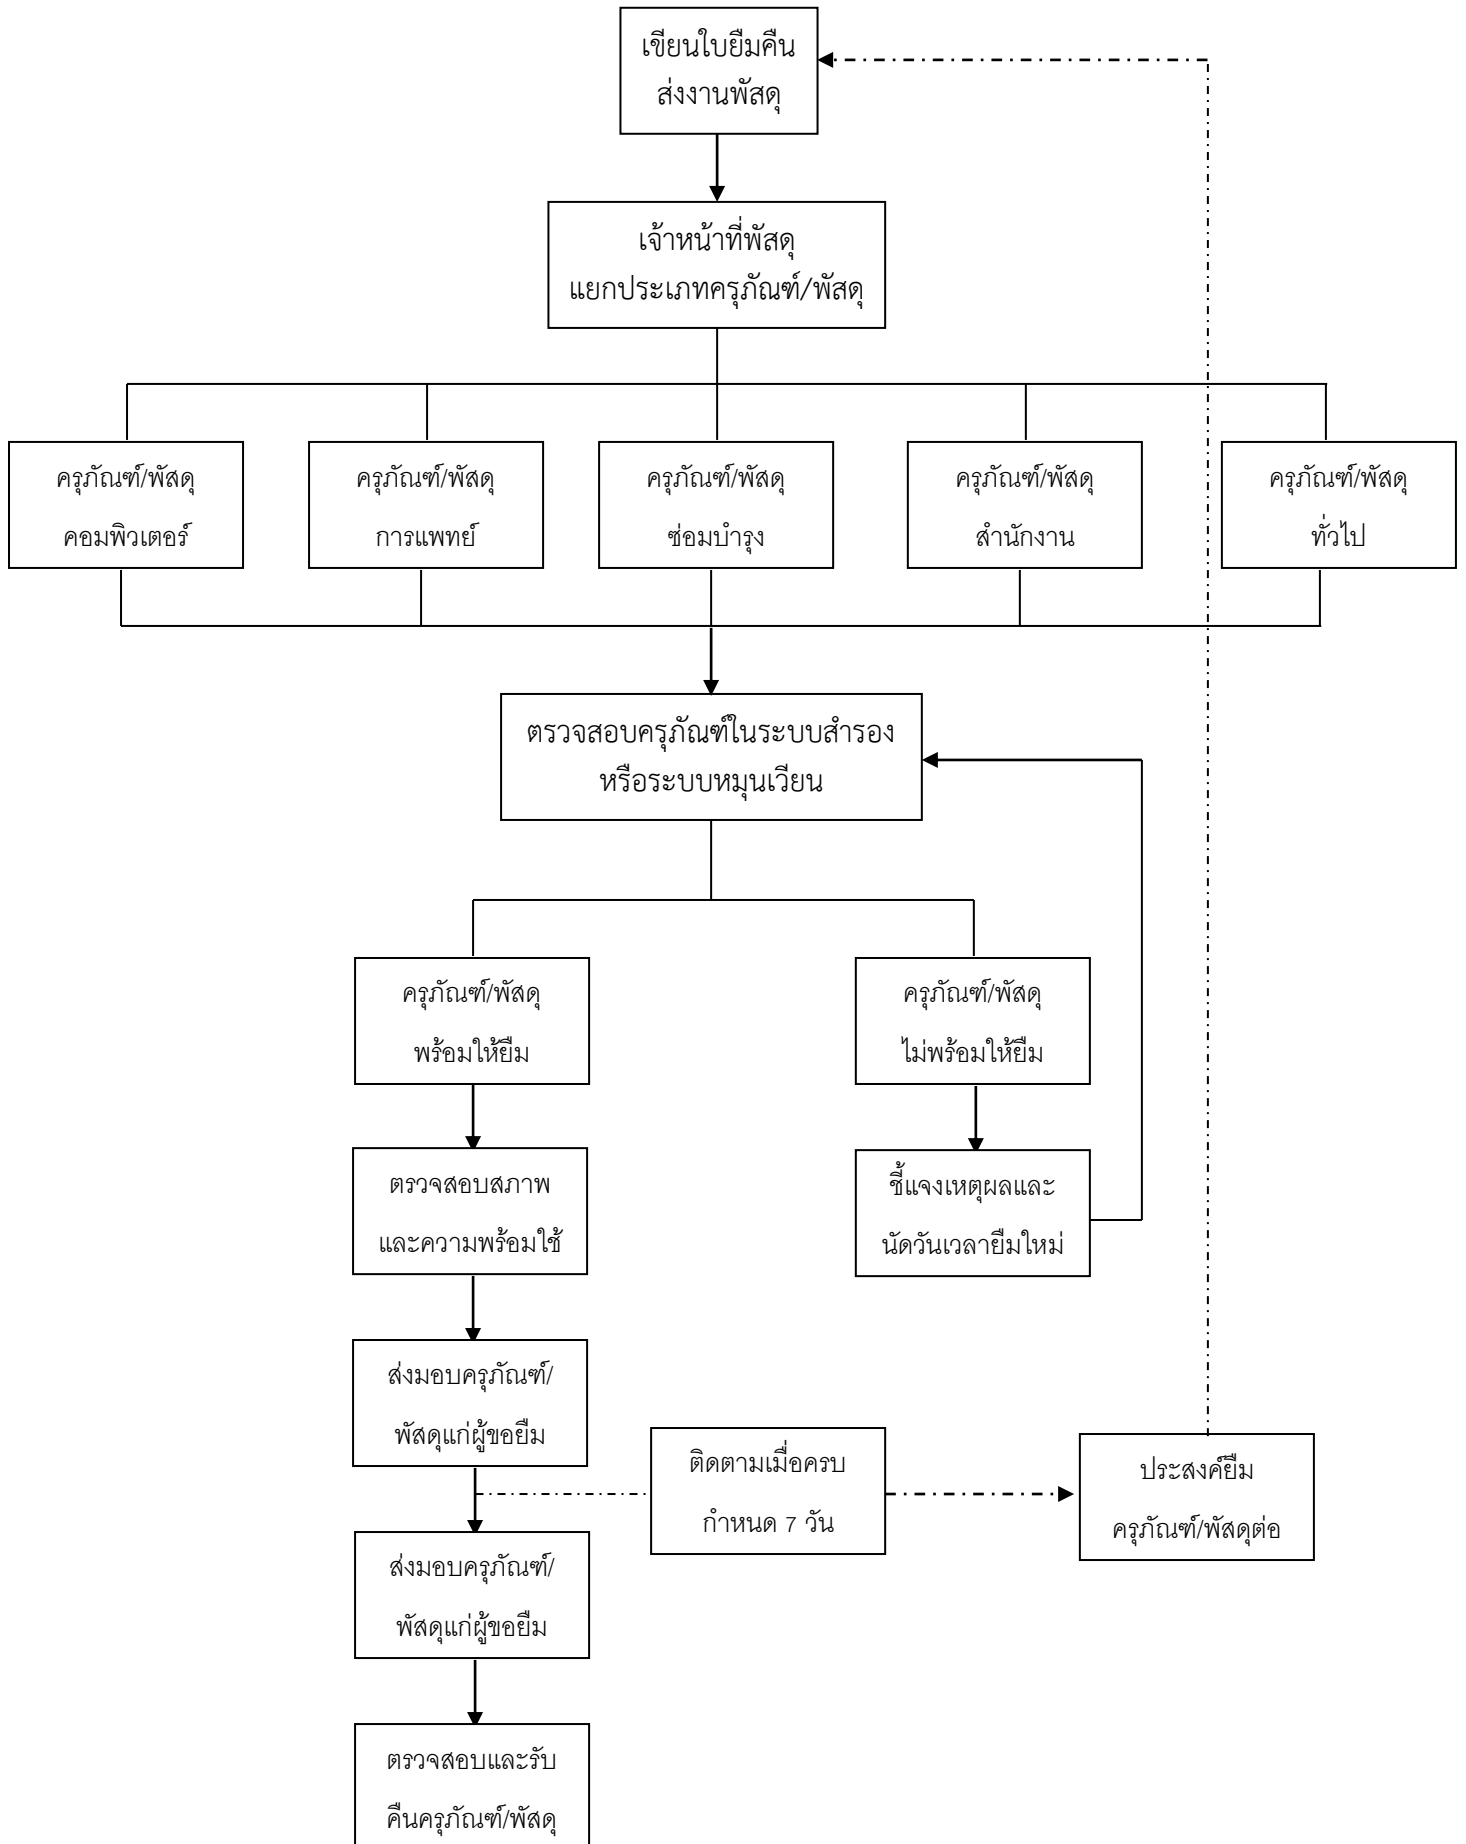 เขียนใบยืมคืน
ส่งงานพัสดุ
เจ้าหน้าที่พัสดุ
แยกประเภทครุภัณฑ์/พัสดุ
ครุภัณฑ์/พัสดุ
คอมพิวเตอร์
ครุภัณฑ์/พัสดุ
การแพทย์
ครุภัณฑ์/พัสดุ
ซ่อมบำรุง
ครุภัณฑ์/พัสดุ
สำนักงาน
ครุภัณฑ์/พัสดุ
ทั่วไป
ตรวจสอบครุภัณฑ์ในระบบสำรอง
หรือระบบหมุนเวียน
ครุภัณฑ์/พัสดุ
พร้อมให้ยืม
ครุภัณฑ์/พัสดุ
ไม่พร้อมให้ยืม
ตรวจสอบสภาพ
และความพร้อมใช้
ชี้แจงเหตุผลและ
นัดวันเวลายืมใหม่
ส่งมอบครุภัณฑ์/
พัสดุแก่ผู้ขอยืม
ติดตามเมื่อครบ
กำหนด 7 วัน
ประสงค์ยืม
ครุภัณฑ์/พัสดุต่อ
ส่งมอบครุภัณฑ์/
พัสดุแก่ผู้ขอยืม
ตรวจสอบและรับ
คืนครุภัณฑ์/พัสดุ